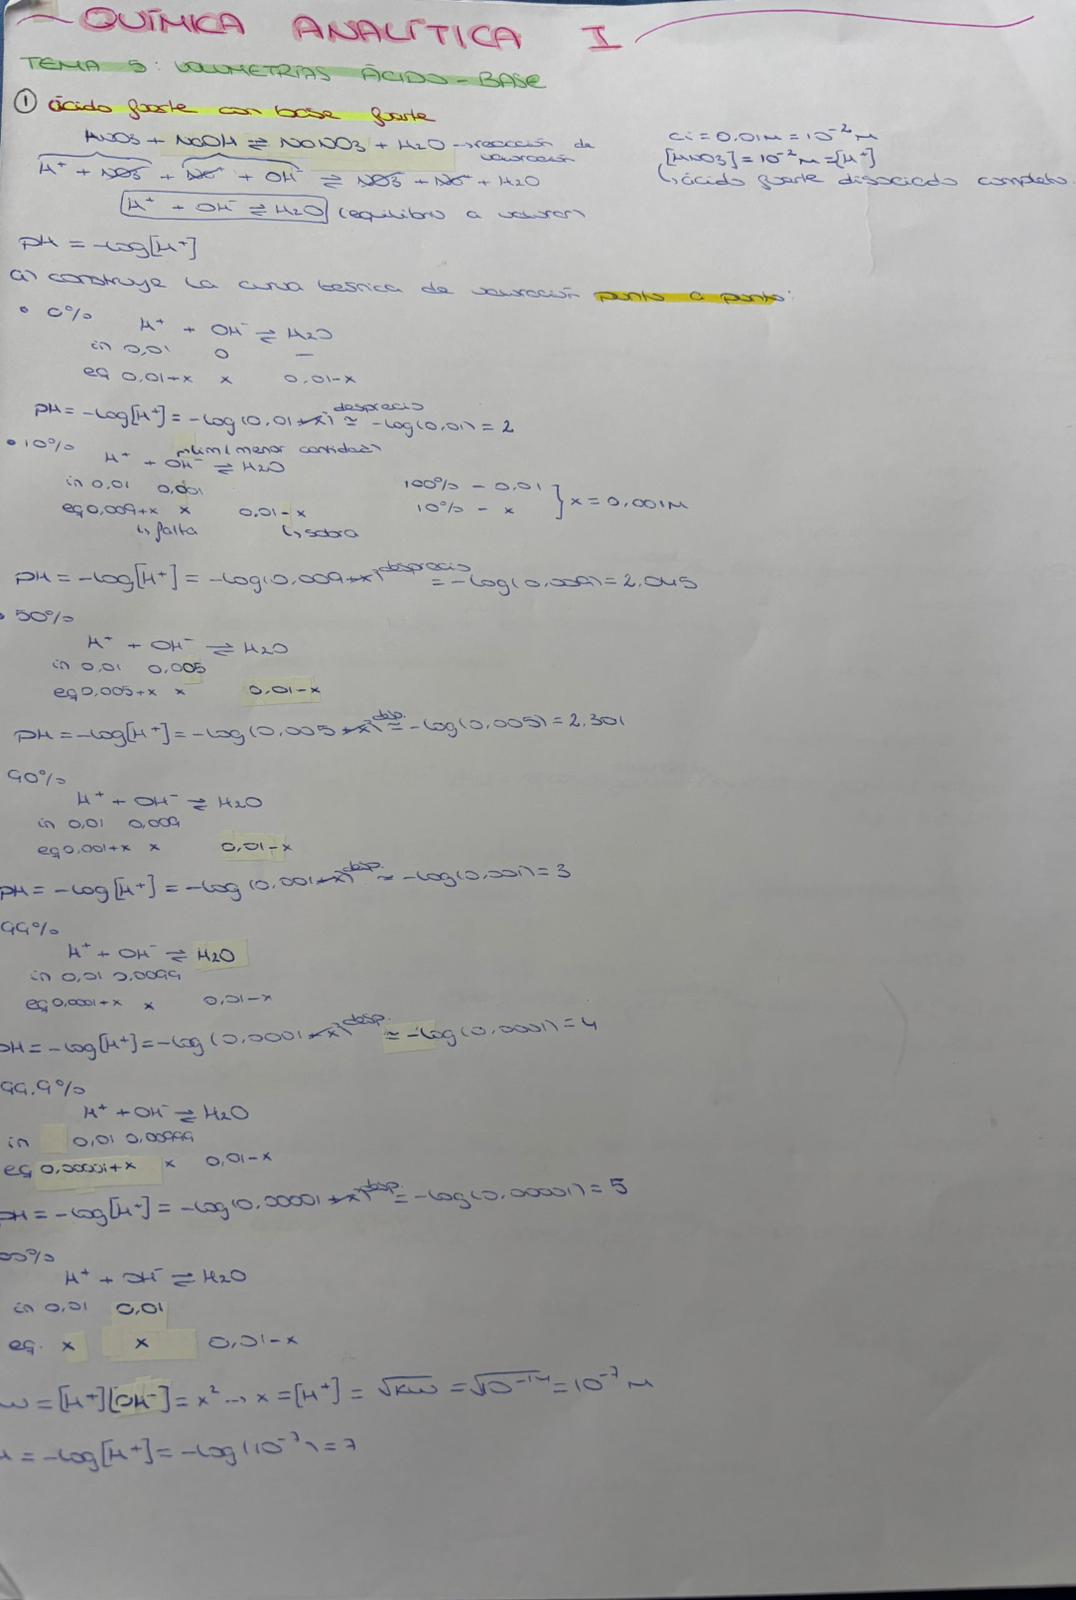 QUÍMICA ANALÍTICA I
TEMA 5: VOLUMETRÍAS ÁCIDO-BASE
① ácido fuerte con base fuerte
HNO3 + NaOH ⇌ NaNO3 + H2O → reacción de valoración
ci = 0.01M = 10⁻² M
H⁺ + NO3⁻ + Na⁺ + OH⁻ ⇌ NO3⁻ + Na⁺ + H2O
[HNO3] = 10⁻² M = [H⁺]
↳ ácido fuerte disociado completo.
H⁺ + OH⁻ ⇌ H2O (equilibrio a valorar)
pH = -log[H⁺]
a) construye la curva teórica de valoración punto a punto:
• 0%
H⁺ + OH⁻ ⇌ H2O
in 0,01 0 —
eq 0,01+x x 0,01-x
pH = -log[H⁺] = -log(0,01+x) desprecio ≃ -log(0,01) = 2
• 10% (menor cantidad)
H⁺ + OH⁻ ⇌ H2O
in 0,01 0,001
100% - 0,01
eq 0,009+x x 0,01-x
10% - x } x = 0,001M
↳ falta ↳ sobra
pH = -log[H⁺] = -log(0,009+x) desprecio = -log(0,009) = 2,045
• 50%
H⁺ + OH⁻ ⇌ H2O
in 0,01 0,005
eq 0,005+x x 0,01-x
pH = -log[H⁺] = -log(0,005+x) desp. ≃ -log(0,005) = 2,301
90%
H⁺ + OH⁻ ⇌ H2O
in 0,01 0,009
eq 0,001+x x 0,01-x
pH = -log[H⁺] = -log(0,001+x) desp. ≃ -log(0,001) = 3
99%
H⁺ + OH⁻ ⇌ H2O
in 0,01 0,0099
eq 0,0001+x x 0,01-x
pH = -log[H⁺] = -log(0,0001+x) desp. ≃ -log(0,0001) = 4
99.9%
H⁺ + OH⁻ ⇌ H2O
in 0,01 0,00999
eq 0,00001+x x 0,01-x
pH = -log[H⁺] = -log(0,00001+x) desp = -log(0,00001) = 5
00%
H⁺ + OH⁻ ⇌ H2O
in 0,01 0,01
eq. x x 0,01-x
w = [H⁺][OH⁻] = x² → x = [H⁺] = √Kw = √10⁻¹⁴ = 10⁻⁷ M
H = -log[H⁺] = -log(10⁻⁷) = 7